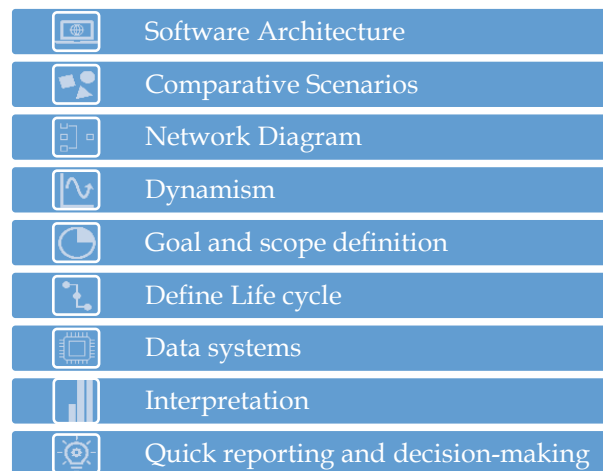 Software Architecture
Comparative Scenarios
Network Diagram
Dynamism
Goal and scope definition
Define Life cycle
Data systems
Interpretation
Quick reporting and decision-making